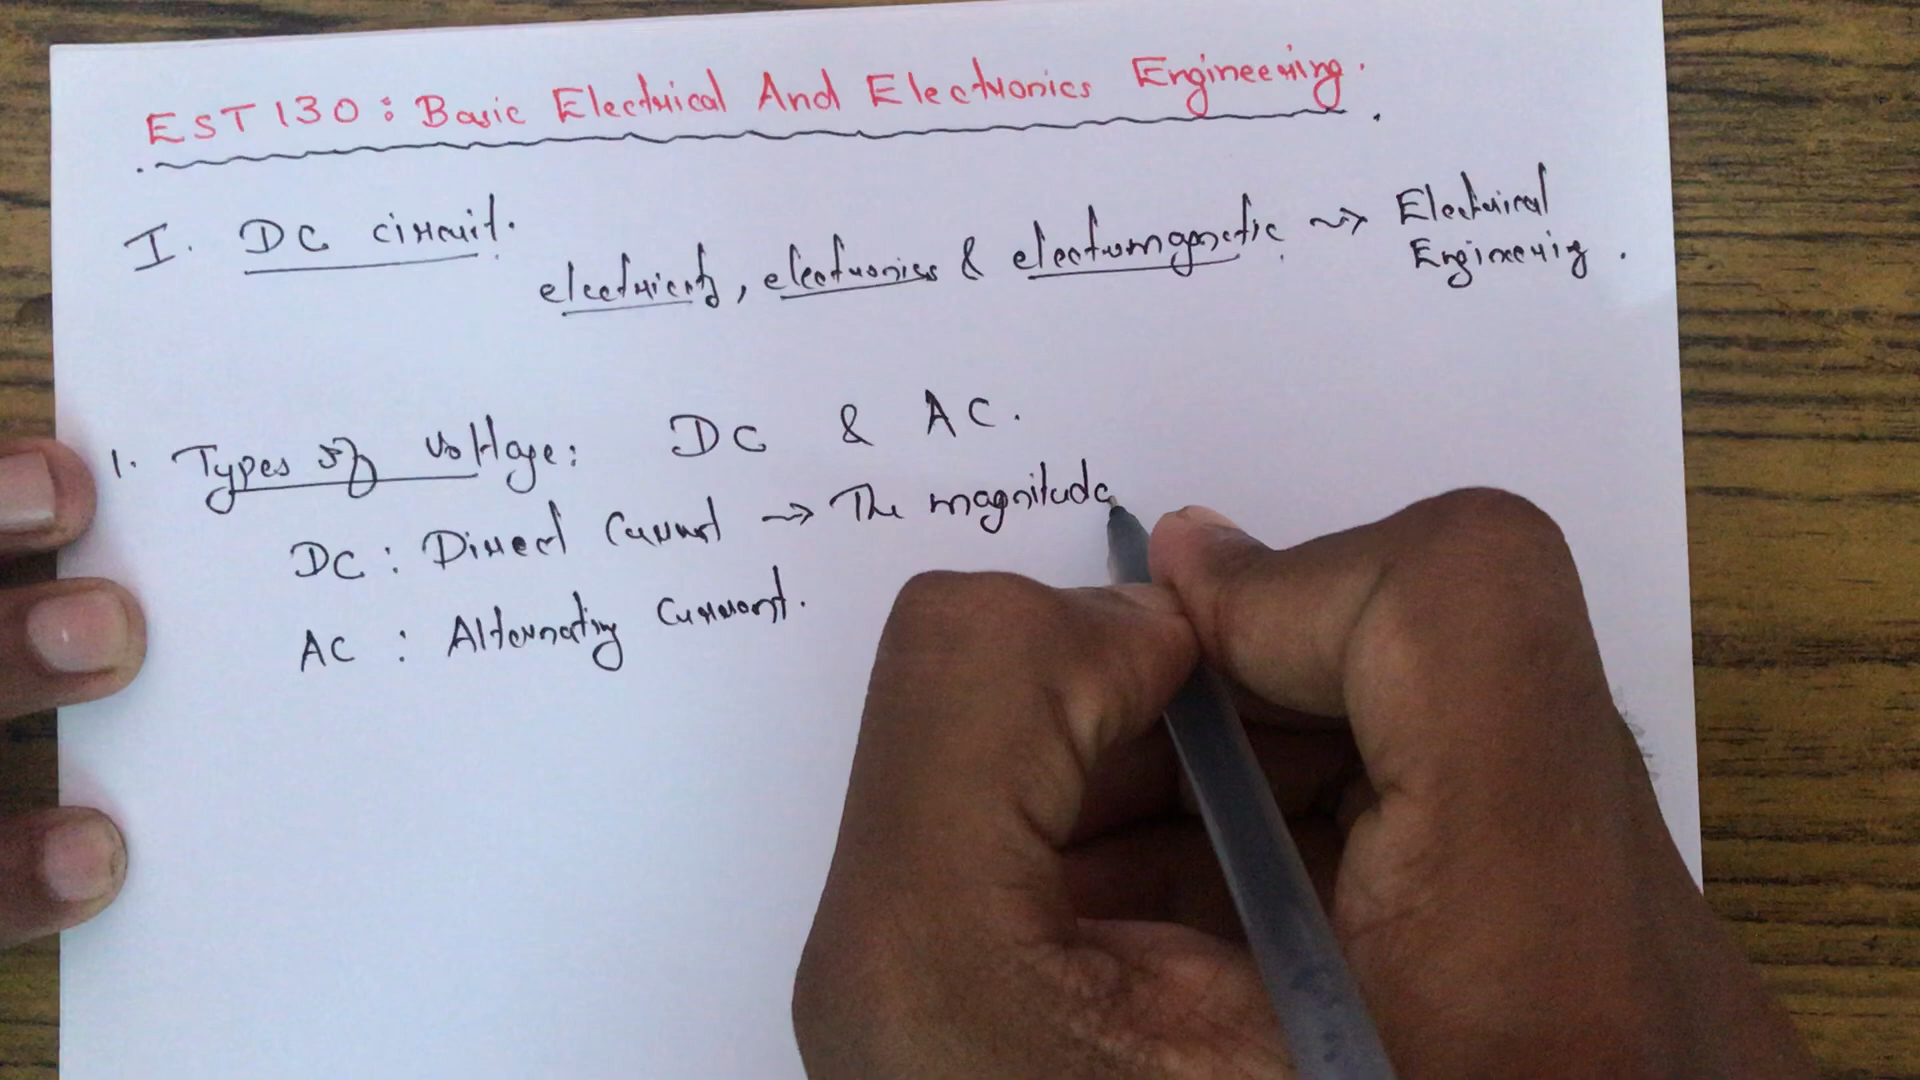 EST 130: Basic Electrical And Electronics Engineering.
I. DC circuit.
electricity, electronics & electromagnetic → Electrical Engineering.
1. Types of voltage: DC & AC.
DC: Direct Current → The magnitude
AC: Alternating Current.